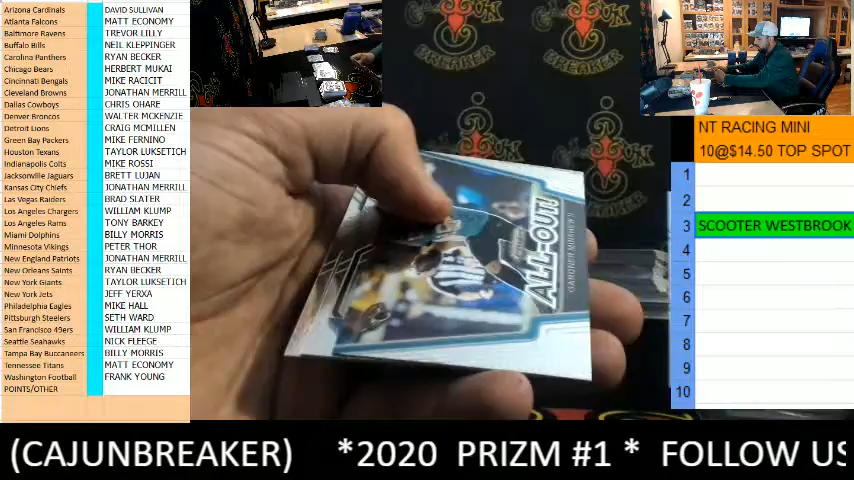 Arizona Cardinals DAVID SULLIVAN
Atlanta Falcons MATT ECONOMY
Baltimore Ravens TREVOR LILLY
Buffalo Bills NEIL KLEPPINGER
Carolina Panthers RYAN BECKER
Chicago Bears HERBERT MUKAI
Cincinnati Bengals MIKE RACICIT
Cleveland Browns JONATHAN MERRILL
Dallas Cowboys CHRIS OHARE
Denver Broncos WALTER MCKENZIE
Detroit Lions CRAIG MCMILLEN
Green Bay Packers MIKE FERNINO
Houston Texans TAYLOR LUKSETICH
Indianapolis Colts MIKE ROSSI
Jacksonville Jaguars BRETT LUJAN
Kansas City Chiefs JONATHAN MERRILL
Las Vegas Raiders BRAD SLATER
Los Angeles Chargers WILLIAM KLUMP
Los Angeles Rams TONY BARKEY
Miami Dolphins BILLY MORRIS
Minnesota Vikings PETER THOR
New England Patriots JONATHAN MERRILL
New Orleans Saints RYAN BECKER
New York Giants TAYLOR LUKSETICH
New York Jets JEFF YERXA
Philadelphia Eagles MIKE HALL
Pittsburgh Steelers SETH WARD
San Francisco 49ers WILLIAM KLUMP
Seattle Seahawks NICK FLEEGE
Tampa Bay Buccaneers BILLY MORRIS
Tennessee Titans MATT ECONOMY
Washington Football FRANK YOUNG
POINTS/OTHER
CAJUN
BREAKER
CAJUN
BREAKER
ALL-OUT!
GARDNER MINSHEW II
NT RACING MINI
10@$14.50 TOP SPOT
1
2
3 SCOOTER WESTBROOK
4
5
6
7
8
9
10
(CAJUNBREAKER) *2020 PRIZM #1 * FOLLOW US